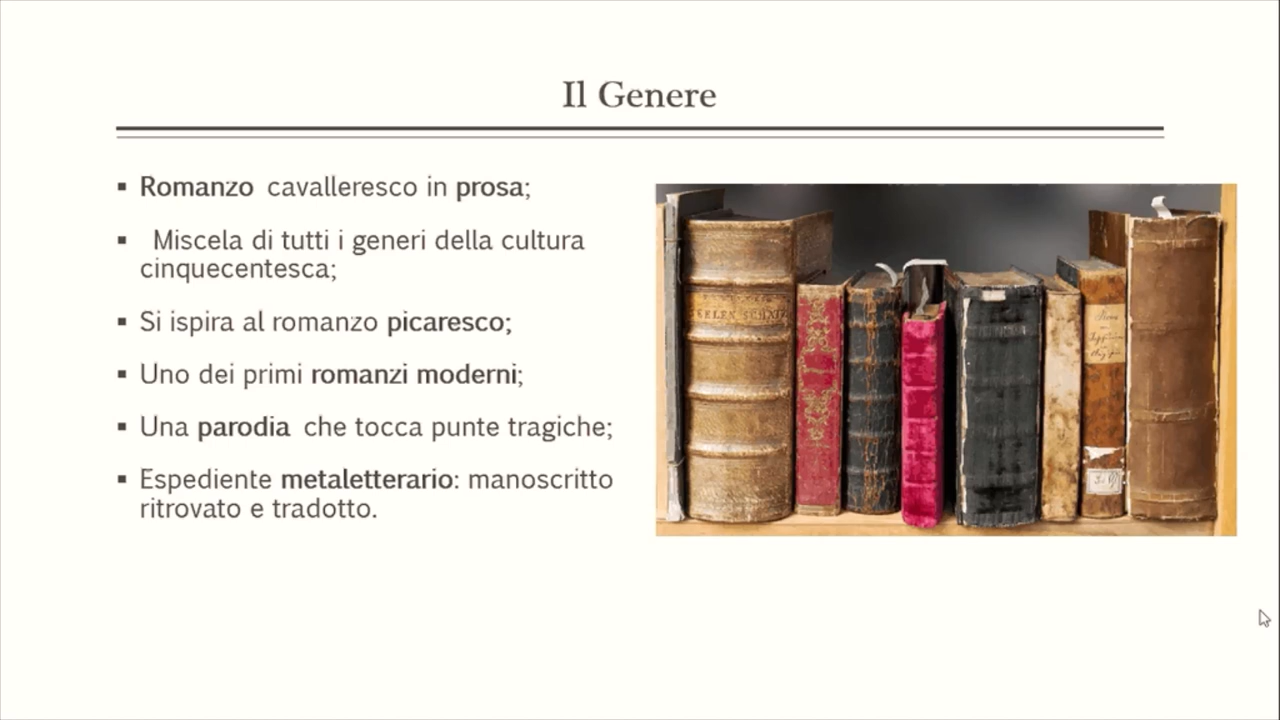 Il Genere
▪ Romanzo cavalleresco in prosa;
▪ Miscela di tutti i generi della cultura
cinquecentesca;
▪ Si ispira al romanzo picaresco;
▪ Uno dei primi romanzi moderni;
▪ Una parodia che tocca punte tragiche;
▪ Espediente metaletterario: manoscritto
ritrovato e tradotto.